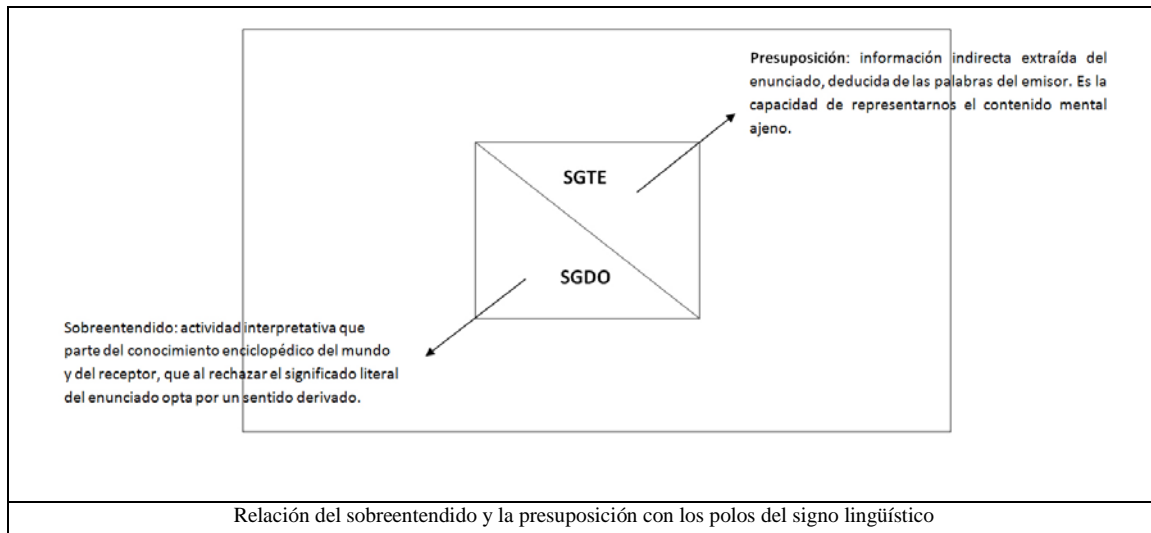 Presuposición: información indirecta extraída del
enunciado, deducida de las palabras del emisor. Es la
capacidad de representarnos el contenido mental
ajeno.
SGTE
SGDO
Sobreentendido: actividad interpretativa que
parte del conocimiento enciclopédico del mundo
y del receptor, que al rechazar el significado literal
del enunciado opta por un sentido derivado.
Relación del sobreentendido y la presuposición con los polos del signo lingüístico